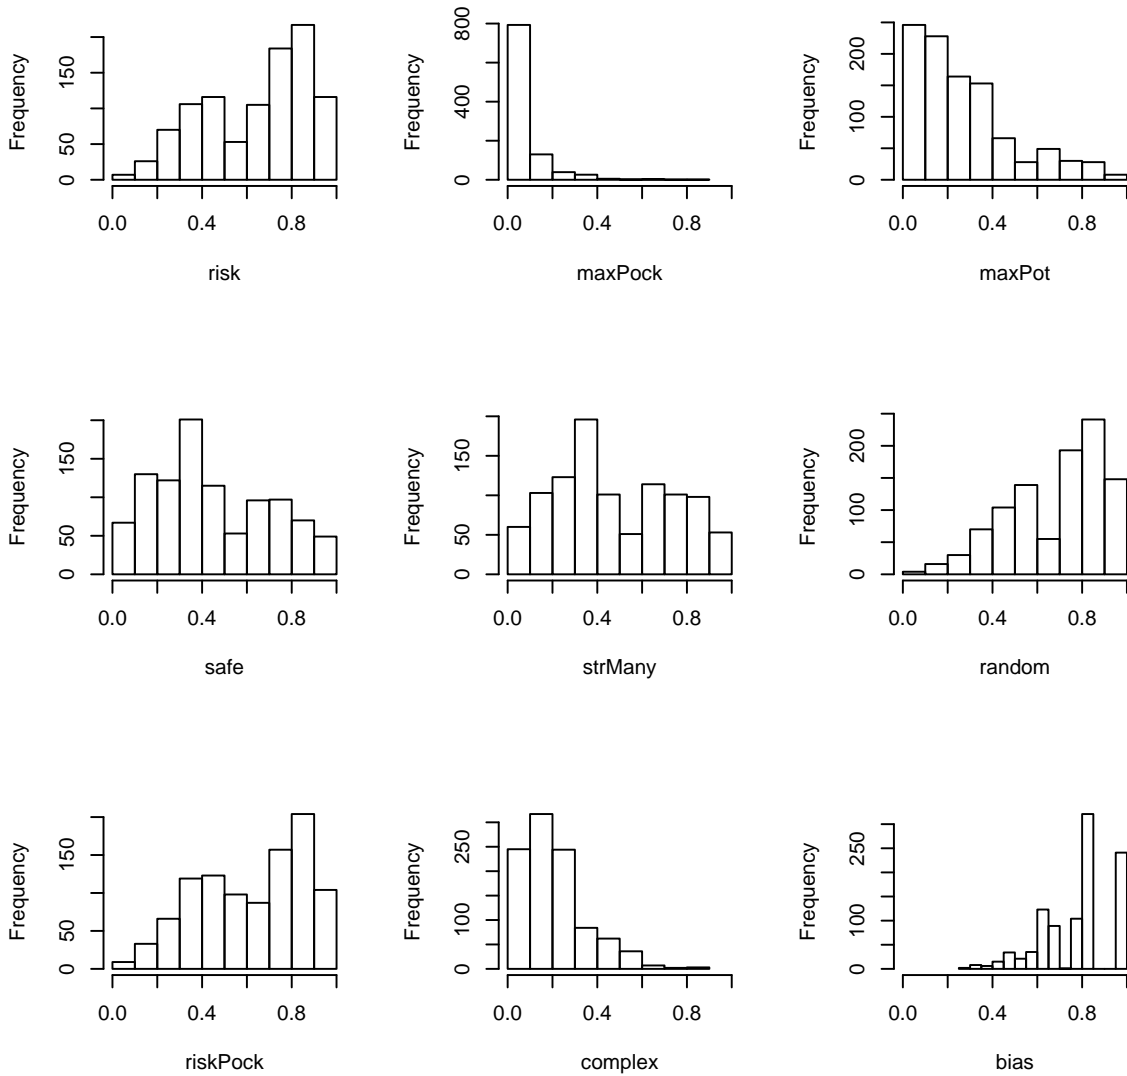 Frequency
0 50 150
0.0 0.4 0.8
risk
Frequency
0 400 800
0.0 0.4 0.8
maxPock
Frequency
0 100 200
0.0 0.4 0.8
maxPot
Frequency
0 50 150
0.0 0.4 0.8
safe
Frequency
0 50 150
0.0 0.4 0.8
strMany
Frequency
0 100 200
0.0 0.4 0.8
random
Frequency
0 50 150
0.0 0.4 0.8
riskPock
Frequency
0 100 250
0.0 0.4 0.8
complex
Frequency
0 100 250
0.0 0.4 0.8
bias